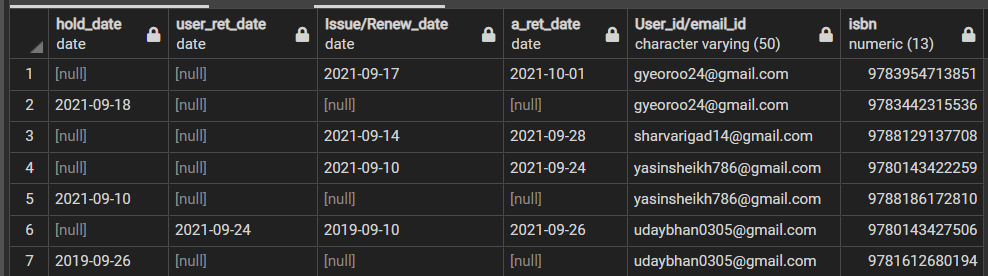 hold_date user_ret_date Issue/Renew_date a_ret_date User_id/email_id isbn
date date date date character varying (50) numeric (13)
1 [null] [null] 2021-09-17 2021-10-01 gyeoroo24@gmail.com 9783954713851
2 2021-09-18 [null] [null] [null] gyeoroo24@gmail.com 9783442315536
3 [null] [null] 2021-09-14 2021-09-28 sharvarigad14@gmail.com 9788129137708
4 [null] [null] 2021-09-10 2021-09-24 yasinsheikh786@gmail.com 9780143422259
5 2021-09-10 [null] [null] [null] yasinsheikh786@gmail.com 9788186172810
6 [null] 2021-09-24 2019-09-10 2021-09-26 udaybhan0305@gmail.com 9780143427506
7 2019-09-26 [null] [null] [null] udaybhan0305@gmail.com 9781612680194